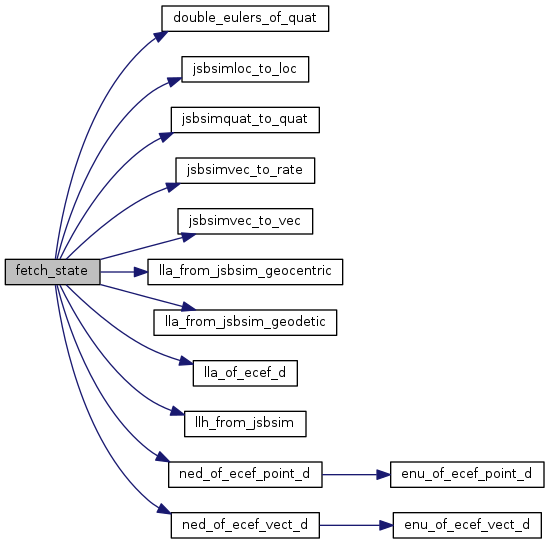 double_eulers_of_quat
jsbsimloc_to_loc
jsbsimquat_to_quat
jsbsimvec_to_rate
jsbsimvec_to_vec
fetch_state
lla_from_jsbsim_geocentric
lla_from_jsbsim_geodetic
lla_of_ecef_d
llh_from_jsbsim
ned_of_ecef_point_d
enu_of_ecef_point_d
ned_of_ecef_vect_d
enu_of_ecef_vect_d